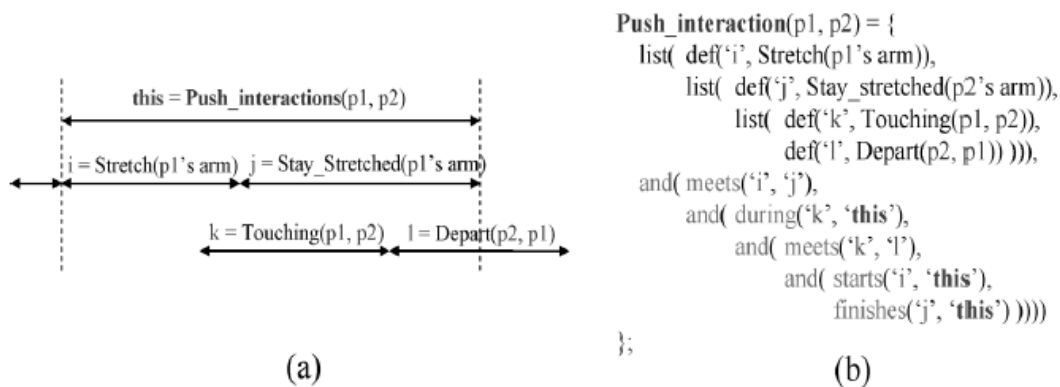 this = Push_interactions(p1, p2)
i = Stretch(p1's arm) j = Stay_Stretched(p1's arm)
k = Touching(p1, p2) l = Depart(p2, p1)
(a)
Push_interaction(p1, p2) = {
list( def('i', Stretch(p1's arm)),
list( def('j', Stay_stretched(p2's arm)),
list( def('k', Touching(p1, p2)),
def('l', Depart(p2, p1)) ))),
and( meets('i', 'j'),
and( during('k', 'this'),
and( meets('k', 'l'),
and( starts('i', 'this'),
finishes('j', 'this') ))))
};
(b)